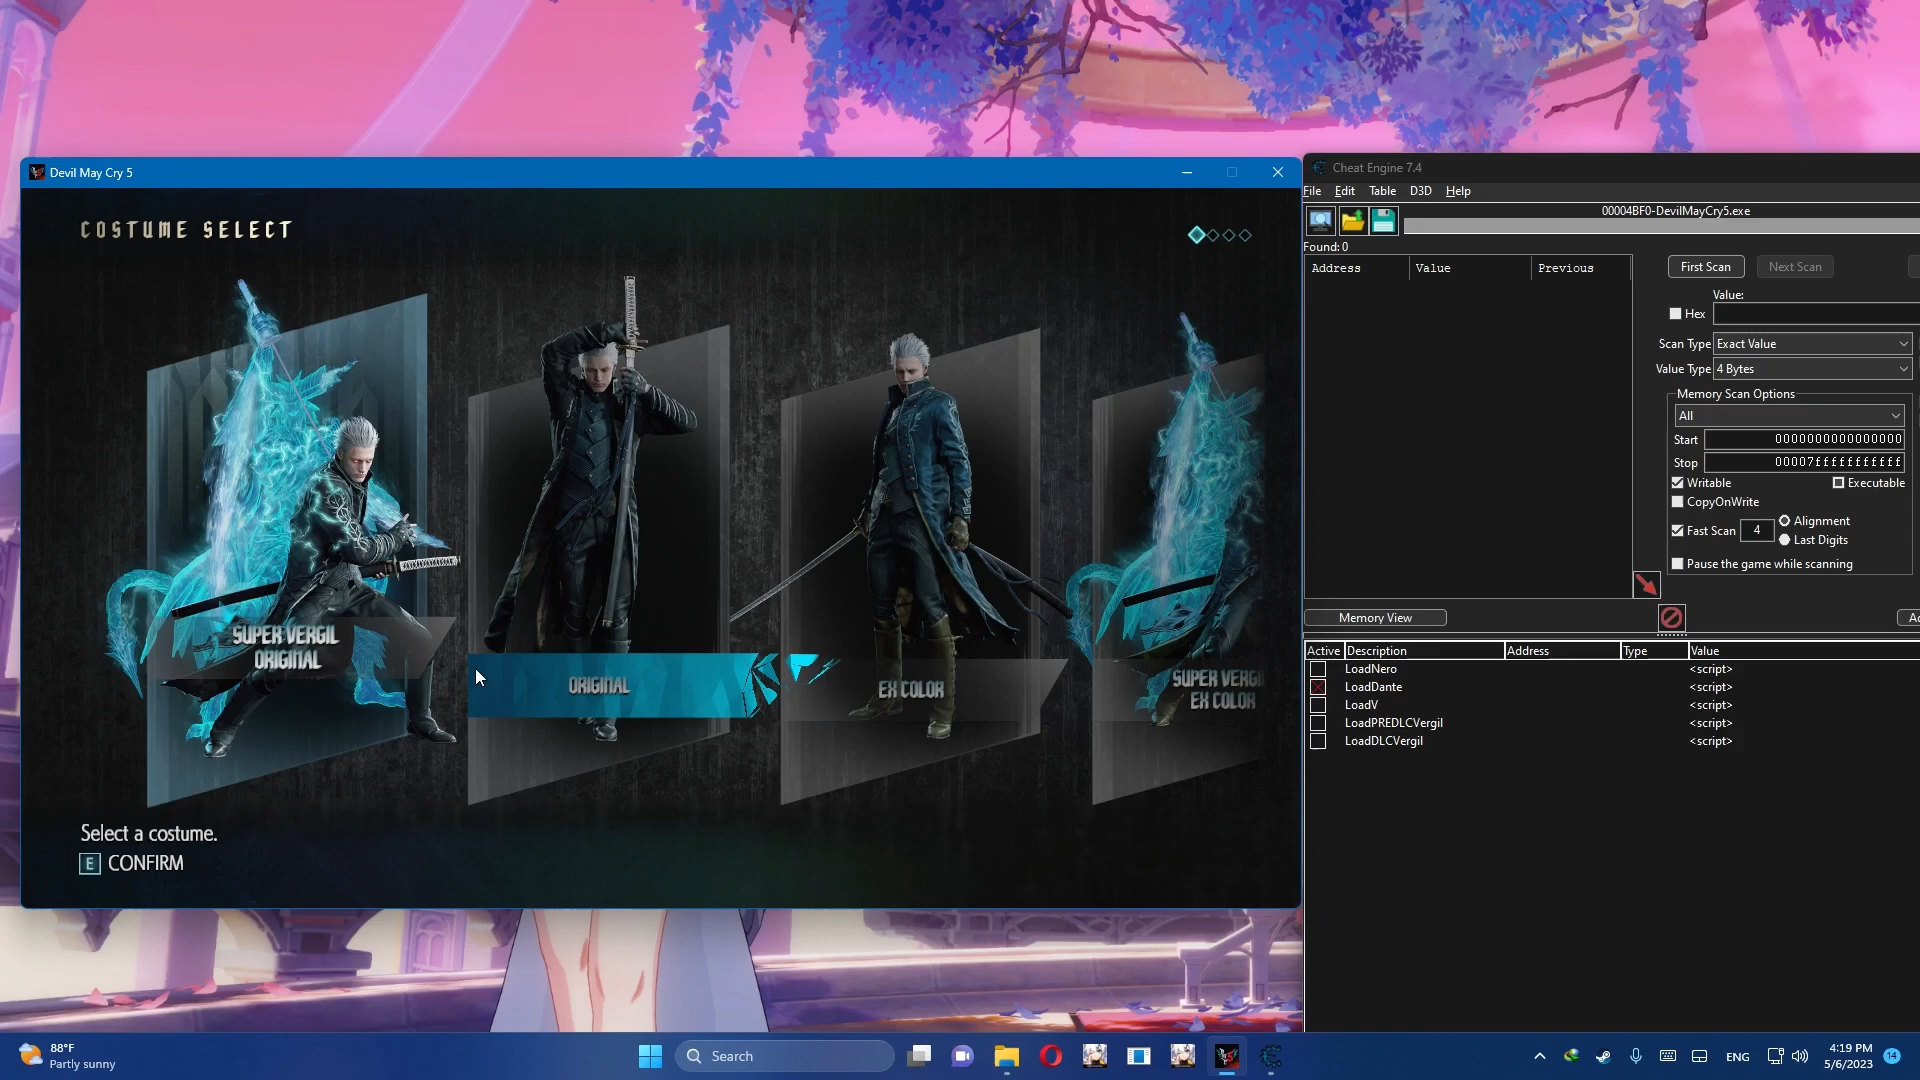 Devil May Cry 5
COSTUME SELECT
SUPER VERGIL
ORIGINAL
ORIGINAL
EX COLOR
SUPER VERGIL
EX COLOR
Select a costume.
E CONFIRM
Cheat Engine 7.4
File Edit Table D3D Help
00004BF0-DevilMayCry5.exe
Found: 0
Address Value Previous
First Scan Next Scan
Value:
Hex
Scan Type Exact Value
Value Type 4 Bytes
Memory Scan Options
All
Start 0000000000000000
Stop 00007fffffffffff
Writable Executable
CopyOnWrite
Fast Scan 4 Alignment
Last Digits
Pause the game while scanning
Memory View
Active Description Address Type Value
LoadNero <script>
LoadDante <script>
LoadV <script>
LoadPREDLCVergil <script>
LoadDLCVergil <script>
88°F
Partly sunny
Search
ENG
4:19 PM
5/6/2023
14